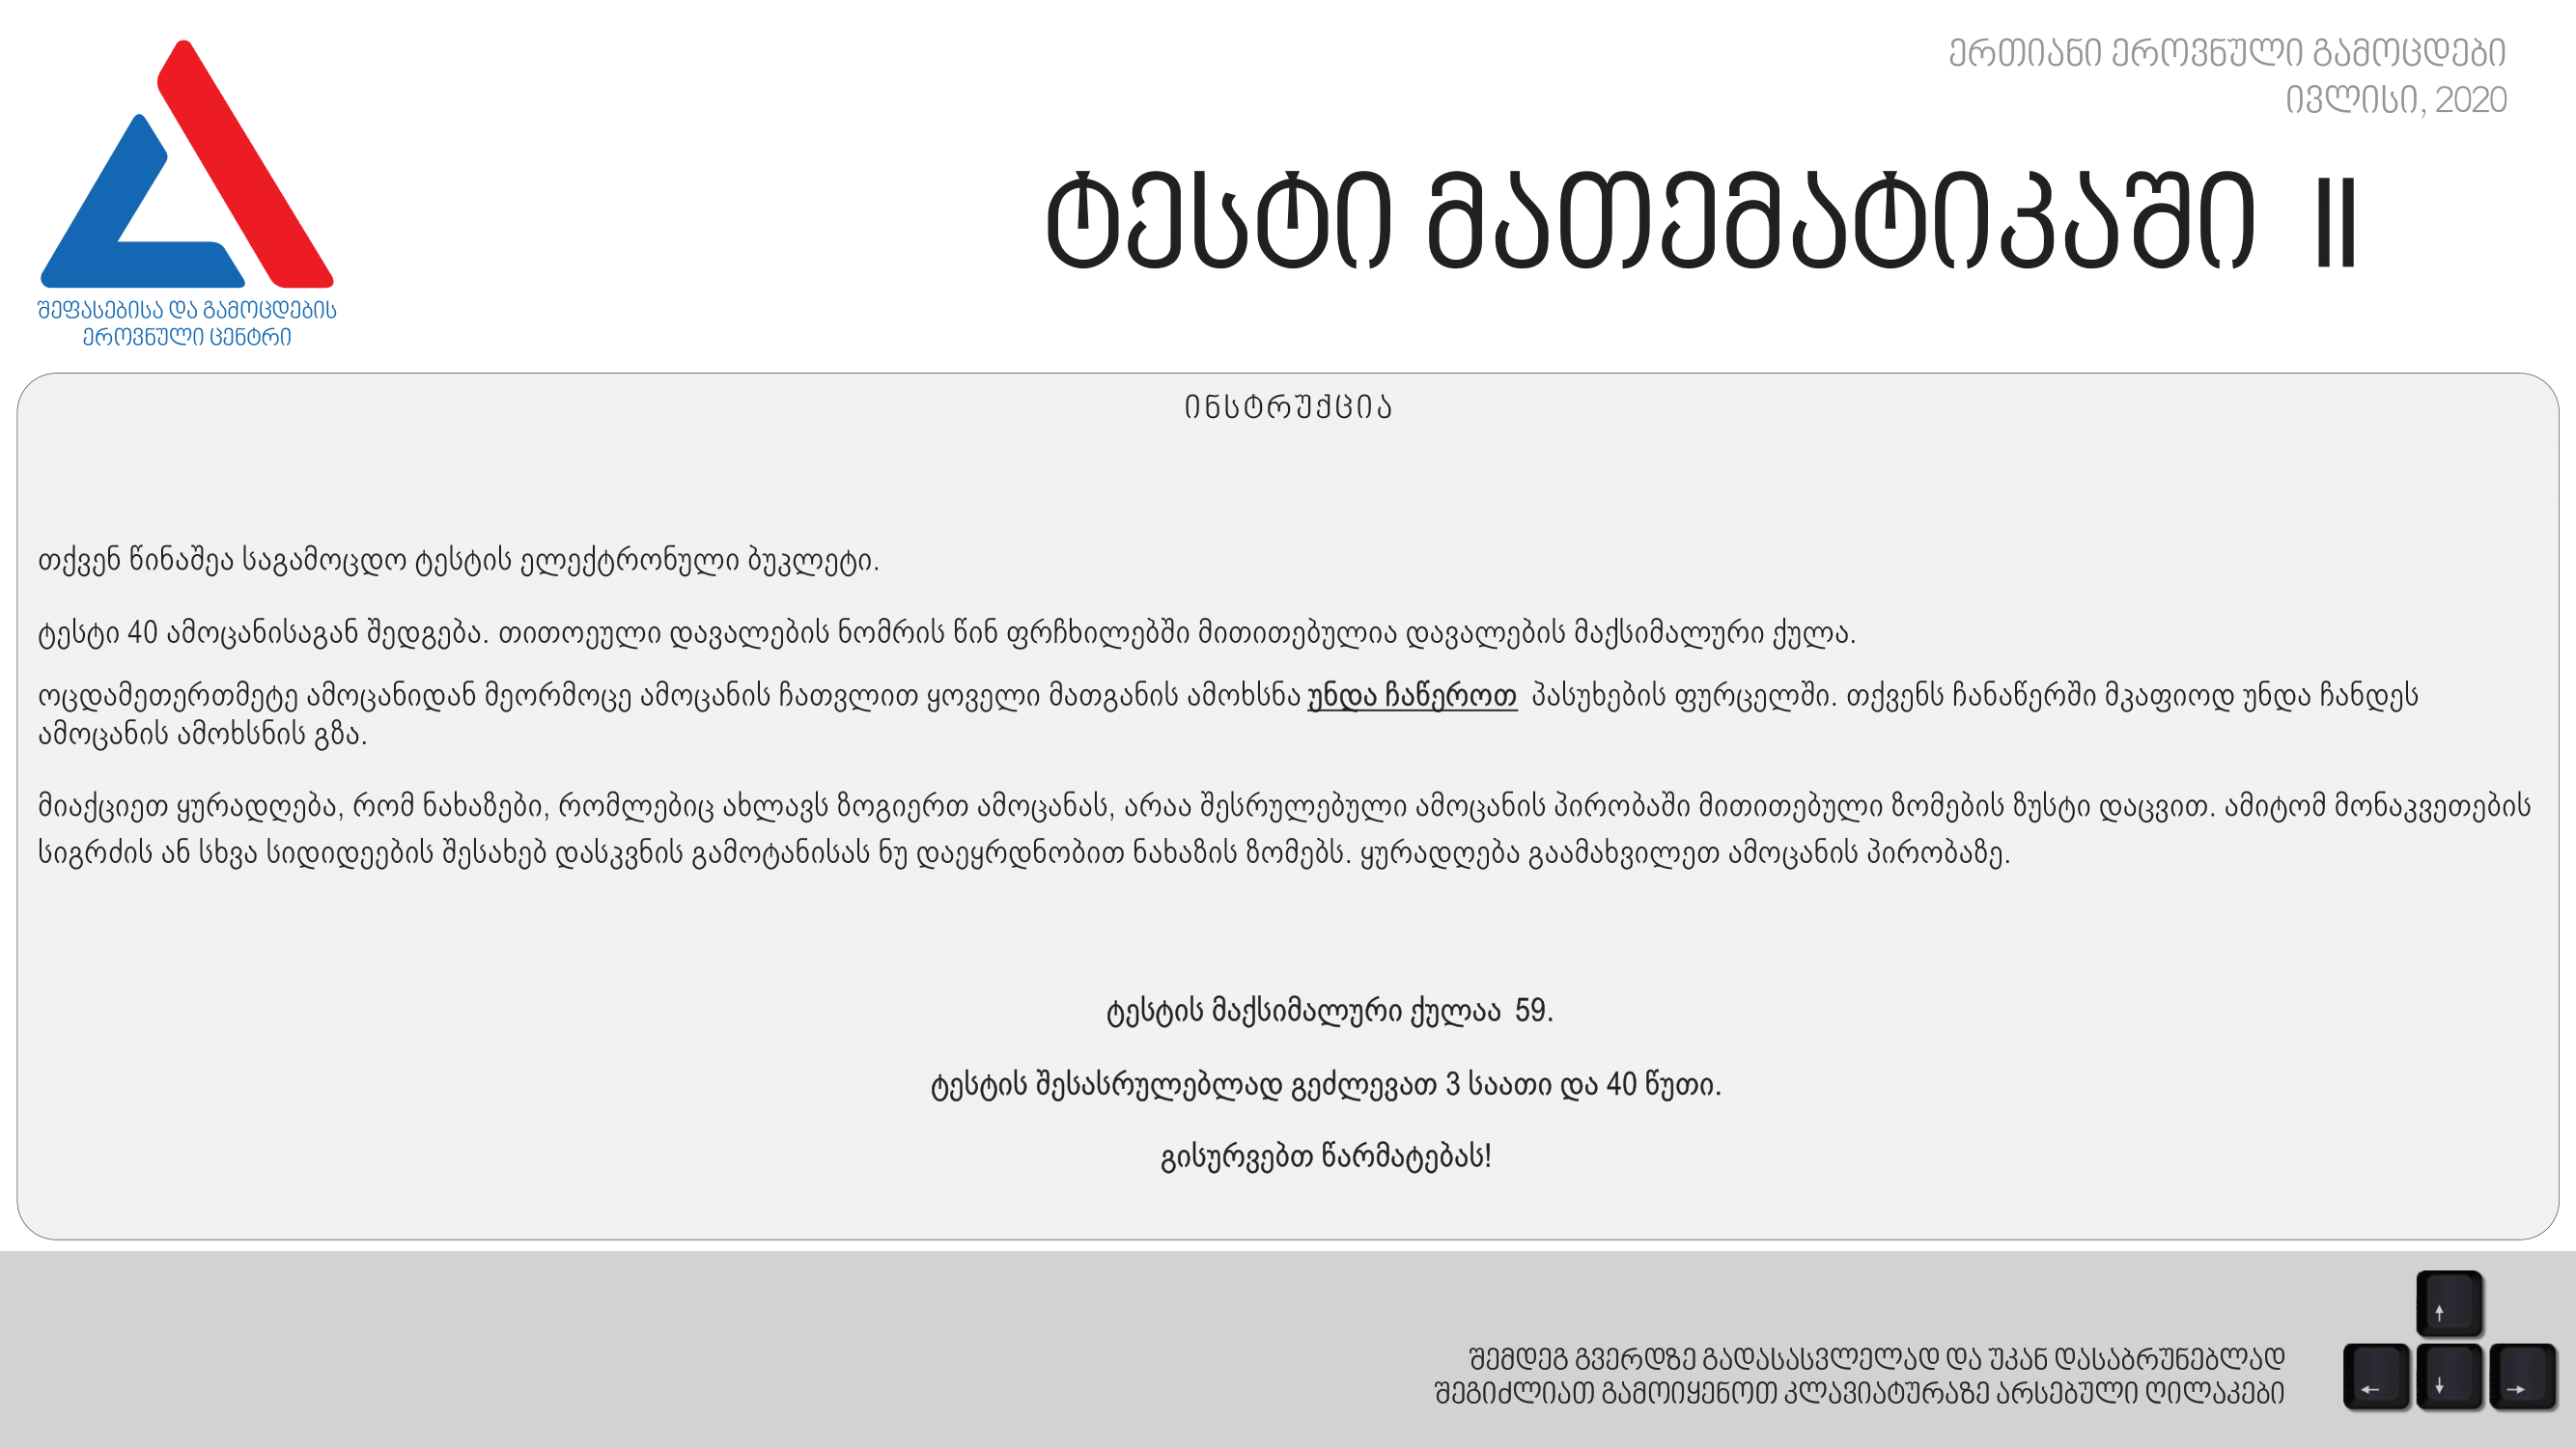 ერთიანი ეროვნული გამოცდები
ივლისი, 2020
ტესტი მათემატიკაში II
შეფასებისა და გამოცდების
ეროვნული ცენტრი
ინსტრუქცია
თქვენ წინაშეა საგამოცდო ტესტის ელექტრონული ბუკლეტი.
ტესტი 40 ამოცანისაგან შედგება. თითოეული დავალების ნომრის წინ ფრჩხილებში მითითებულია დავალების მაქსიმალური ქულა.
ოცდამეთერთმეტე ამოცანიდან მეორმოცე ამოცანის ჩათვლით ყოველი მათგანის ამოხსნა უნდა ჩაწეროთ პასუხების ფურცელში. თქვენს ჩანაწერში მკაფიოდ უნდა ჩანდეს
ამოცანის ამოხსნის გზა.
მიაქციეთ ყურადღება, რომ ნახაზები, რომლებიც ახლავს ზოგიერთ ამოცანას, არაა შესრულებული ამოცანის პირობაში მითითებული ზომების ზუსტი დაცვით. ამიტომ მონაკვეთების
სიგრძის ან სხვა სიდიდეების შესახებ დასკვნის გამოტანისას ნუ დაეყრდნობით ნახაზის ზომებს. ყურადღება გაამახვილეთ ამოცანის პირობაზე.
ტესტის მაქსიმალური ქულაა 59.
ტესტის შესასრულებლად გეძლევათ 3 საათი და 40 წუთი.
გისურვებთ წარმატებას!
შემდეგ გვერდზე გადასასვლელად და უკან დასაბრუნებლად
შეგიძლიათ გამოიყენოთ კლავიატურაზე არსებული ღილაკები
↑
← ↓ →